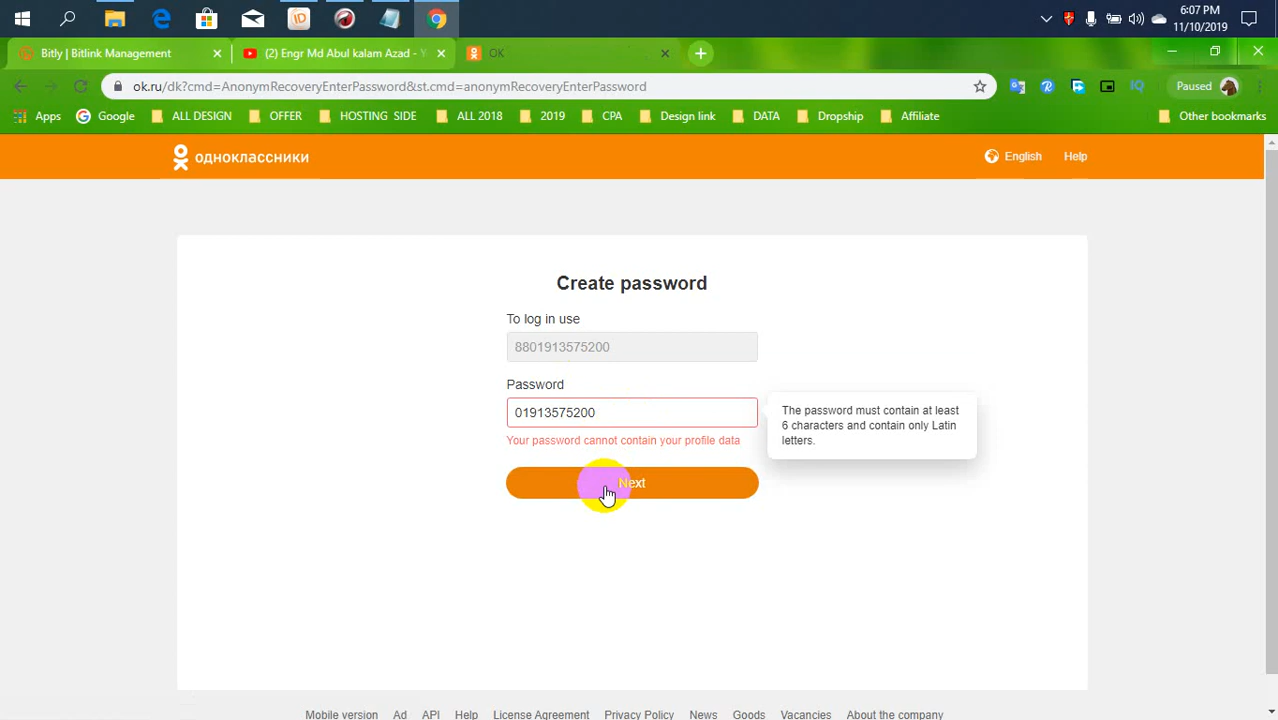 6:07 PM
11/10/2019
Bitly | Bitlink Management
(2) Engr Md Abul kalam Azad - Y
OK
ok.ru/dk?cmd=AnonymRecoveryEnterPassword&st.cmd=anonymRecoveryEnterPassword
Paused
Apps Google ALL DESIGN OFFER HOSTING SIDE ALL 2018 2019 CPA Design link DATA Dropship Affiliate Other bookmarks
одноклассники
English Help
Create password
To log in use
8801913575200
Password
01913575200
The password must contain at least
6 characters and contain only Latin
letters.
Your password cannot contain your profile data
Next
Mobile version Ad API Help License Agreement Privacy Policy News Goods Vacancies About the company